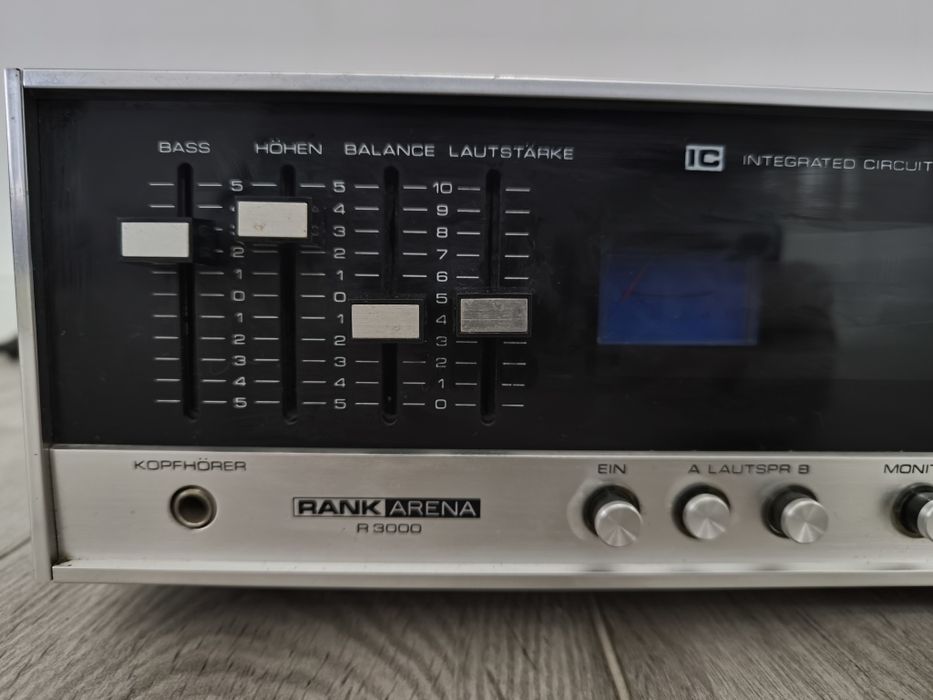 BASS HÖHEN BALANCE LAUTSTÄRKE
IC INTEGRATED CIRCUIT
5 5 10
4 4 9
3 8
2 2 7
1 1 6
0 0 5
1 1 4
2 2 3
3 3 2
4 4 1
5 5 0
KOPFHÖRER
EIN
A LAUTSPR B
MONIT
RANK ARENA
R 3000